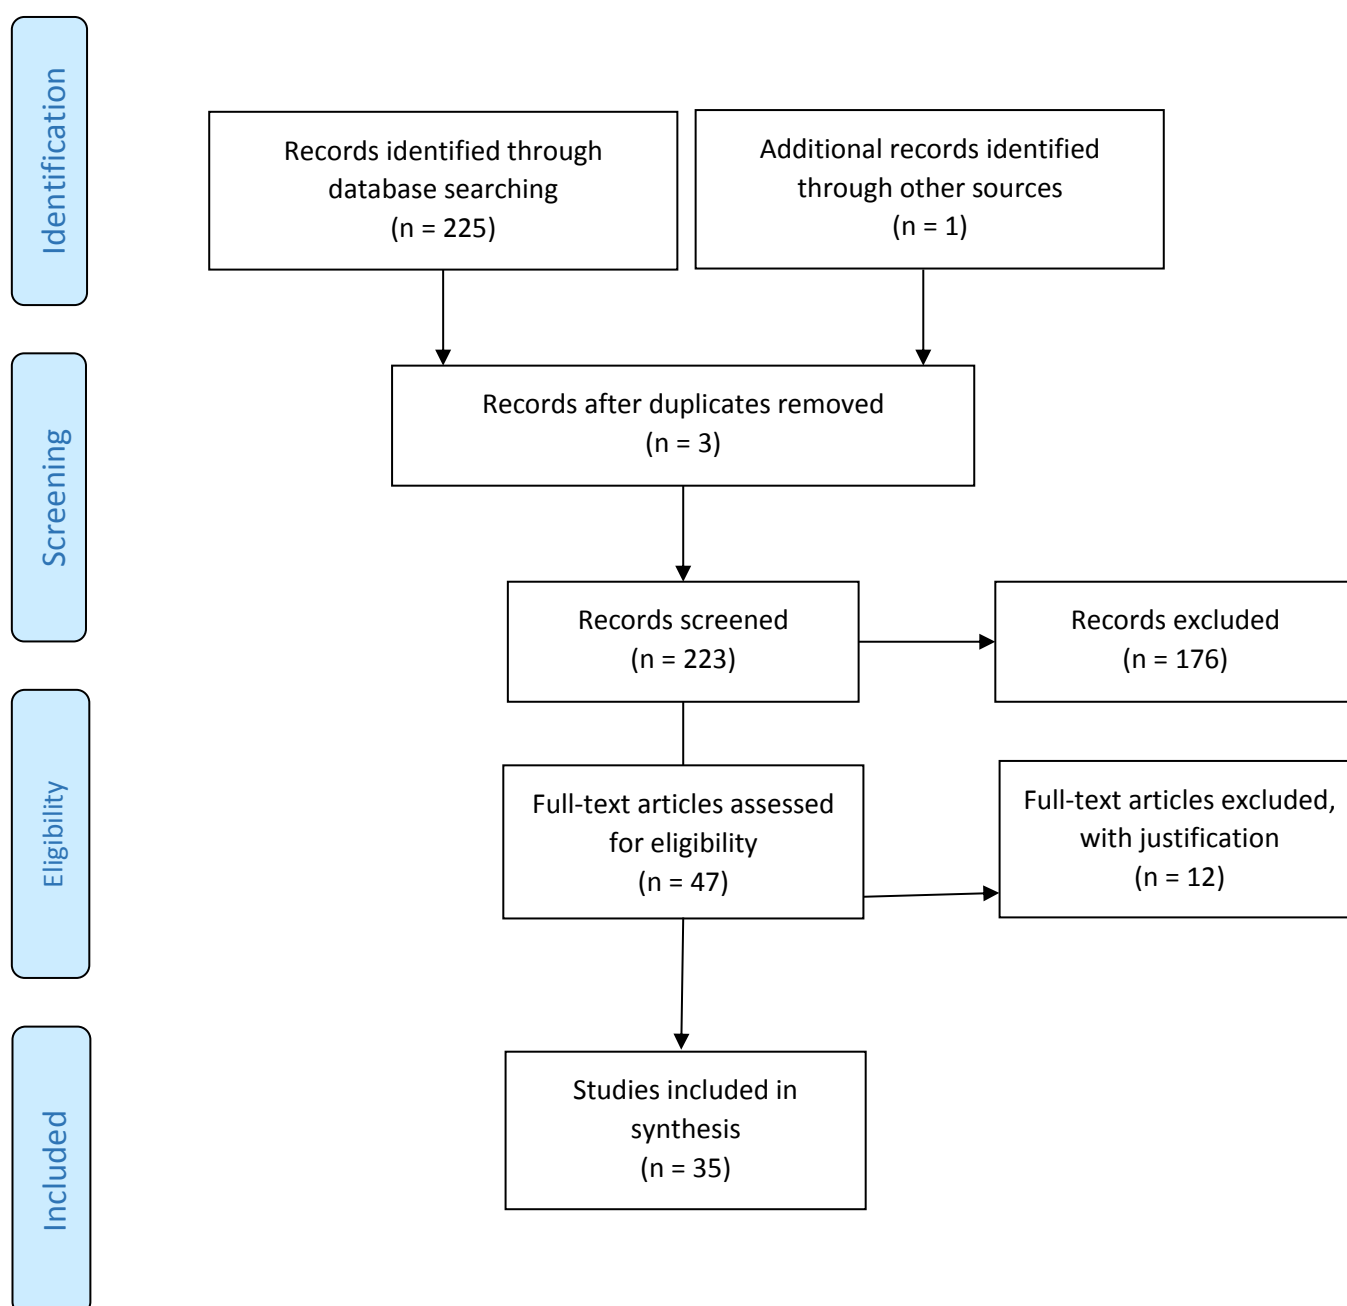 Identification
Records identified through
database searching
(n = 225)
Additional records identified
through other sources
(n = 1)
Screening
Records after duplicates removed
(n = 3)
Records screened
(n = 223)
Records excluded
(n = 176)
Eligibility
Full-text articles assessed
for eligibility
(n = 47)
Full-text articles excluded,
with justification
(n = 12)
Included
Studies included in
synthesis
(n = 35)